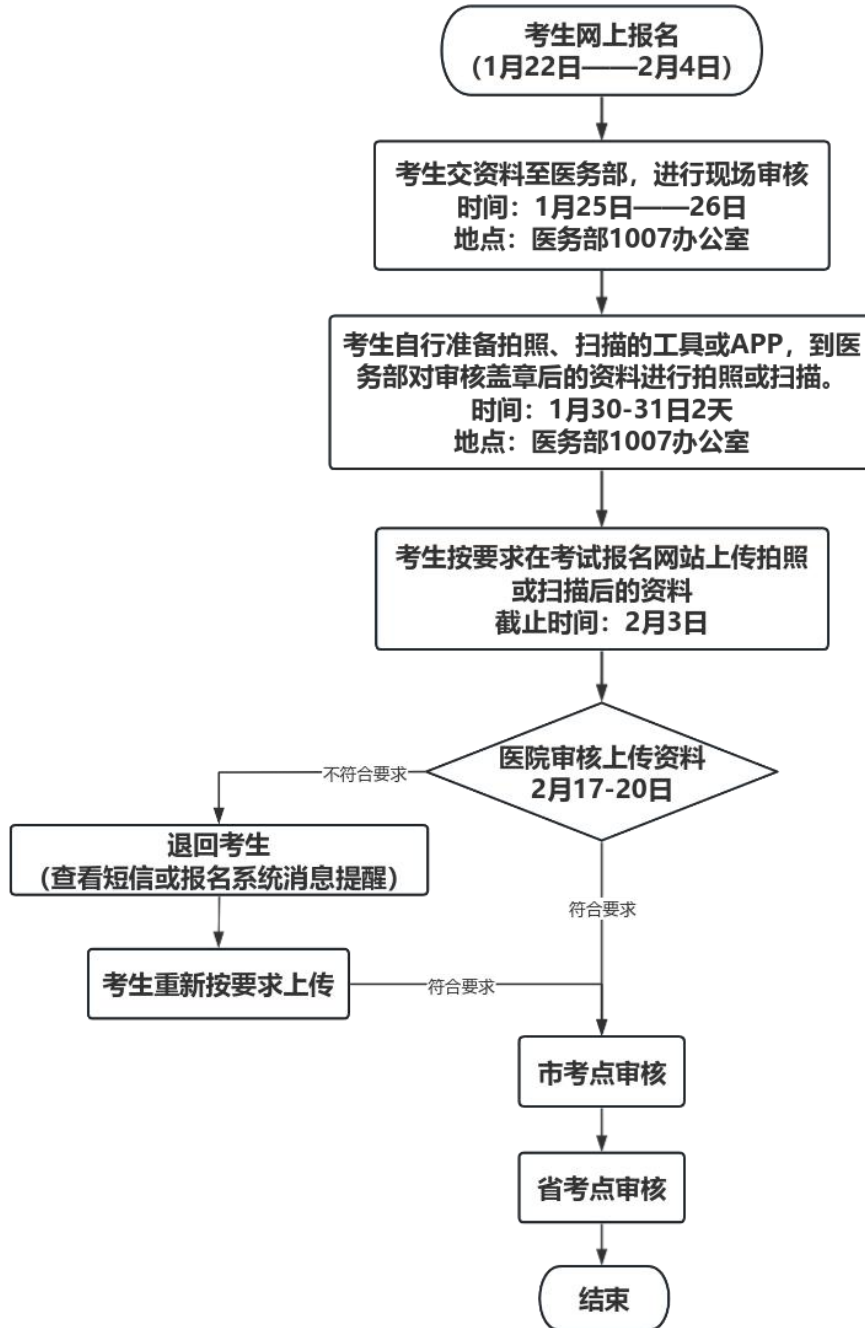 考生网上报名
（1月22日——2月4日）
考生交资料至医务部，进行现场审核
时间：1月25日——26日
地点：医务部1007办公室
考生自行准备拍照、扫描的工具或APP，到医
务部对审核盖章后的资料进行拍照或扫描。
时间：1月30-31日2天
地点：医务部1007办公室
考生按要求在考试报名网站上传拍照
或扫描后的资料
截止时间：2月3日
医院审核上传资料
2月17-20日
不符合要求
退回考生
（查看短信或报名系统消息提醒）
符合要求
考生重新按要求上传
符合要求
市考点审核
省考点审核
结束